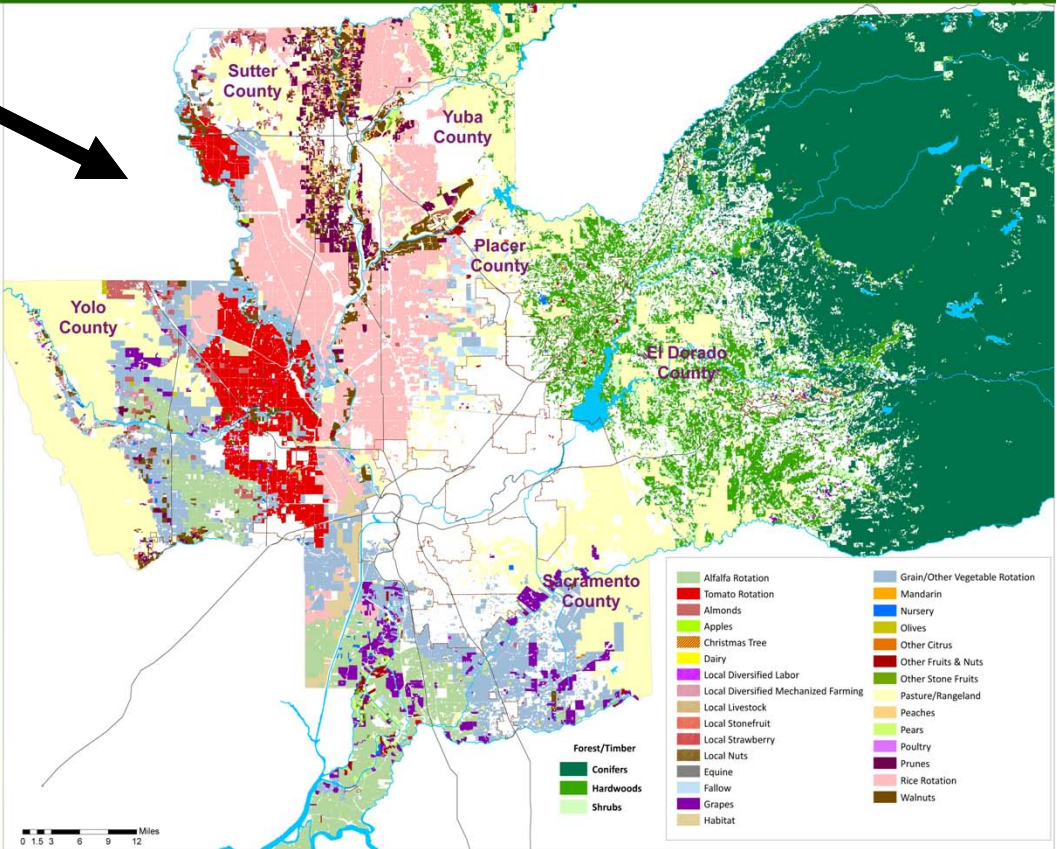 Sutter
County
Yuba
County
Placer
County
Yolo
County
El Dorado
County
Sacramento
County
Forest/Timber
Conifers
Hardwoods
Shrubs
Alfalfa Rotation
Tomato Rotation
Almonds
Apples
Christmas Tree
Dairy
Local Diversified Labor
Local Diversified Mechanized Farming
Local Livestock
Local Stonefruit
Local Strawberry
Local Nuts
Equine
Fallow
Grapes
Habitat
Grain/Other Vegetable Rotation
Mandarin
Nursery
Olives
Other Citrus
Other Fruits & Nuts
Other Stone Fruits
Pasture/Rangeland
Peaches
Pears
Poultry
Prunes
Rice Rotation
Walnuts
Miles
0 1.5 3 6 9 12